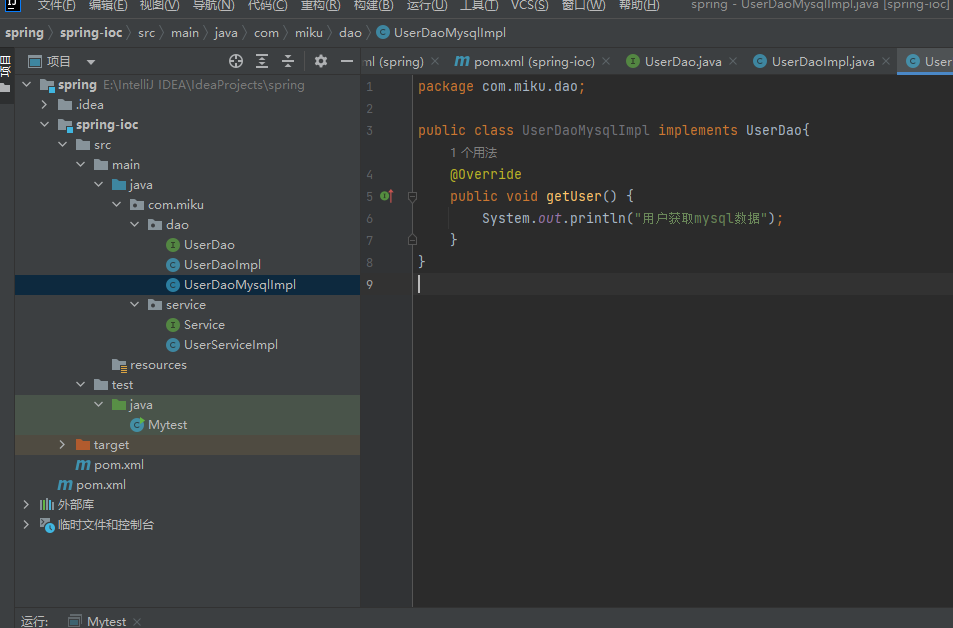 文件(F) 编辑(E) 视图(V) 导航(N) 代码(C) 重构(R) 构建(B) 运行(U) 工具(T) VCS(S) 窗口(W) 帮助(H) spring - UserDaoMysqlImpl.java [spring-ioc]
spring spring-ioc src main java com miku dao UserDaoMysqlImpl
项目
项目
ml (spring) pom.xml (spring-ioc) UserDao.java UserDaoImpl.java User
spring E:\IntelliJ IDEA\IdeaProjects\spring
.idea
spring-ioc
src
main
java
com.miku
dao
UserDao
UserDaoImpl
UserDaoMysqlImpl
service
Service
UserServiceImpl
resources
test
java
Mytest
target
pom.xml
pom.xml
外部库
临时文件和控制台
1 package com.miku.dao;
2
3 public class UserDaoMysqlImpl implements UserDao{
1 个用法
4 @Override
5 public void getUser() {
6 System.out.println("用户获取mysql数据");
7 }
8 }
9
运行: Mytest